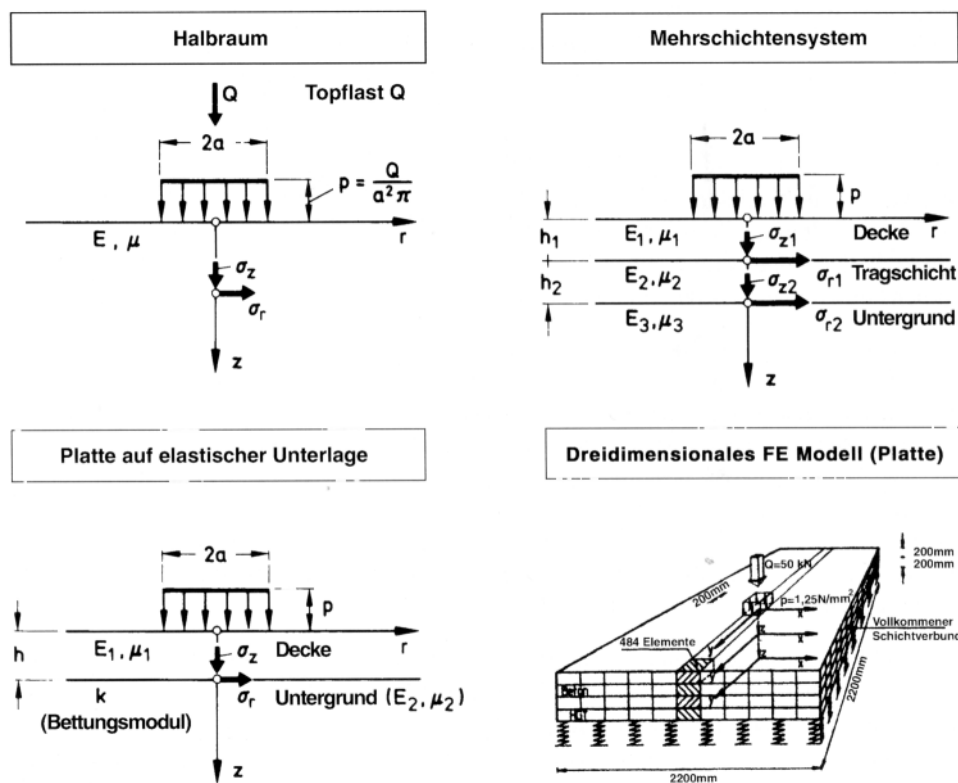 Halbraum
Q
Topflast Q
2a
p = Q / a²π
r
E , μ
σz
σr
z
Mehrschichtensystem
2a
p
h1
E1, μ1
σz1
Decke
r
h2
E2, μ2
σz2
σr1 Tragschicht
E3, μ3
σr2 Untergrund
z
Platte auf elastischer Unterlage
2a
p
h
E1, μ1
σz
Decke
r
k
σr
Untergrund (E2, μ2)
(Bettungsmodul)
z
Dreidimensionales FE Modell (Platte)
200mm
200mm
Q=50 kN
200mm
p=1,25N/mm²
x
Vollkommener
Schichtverbund
484 Elemente
y
x
y
x
y
Beton
HGT
2200mm
2200mm